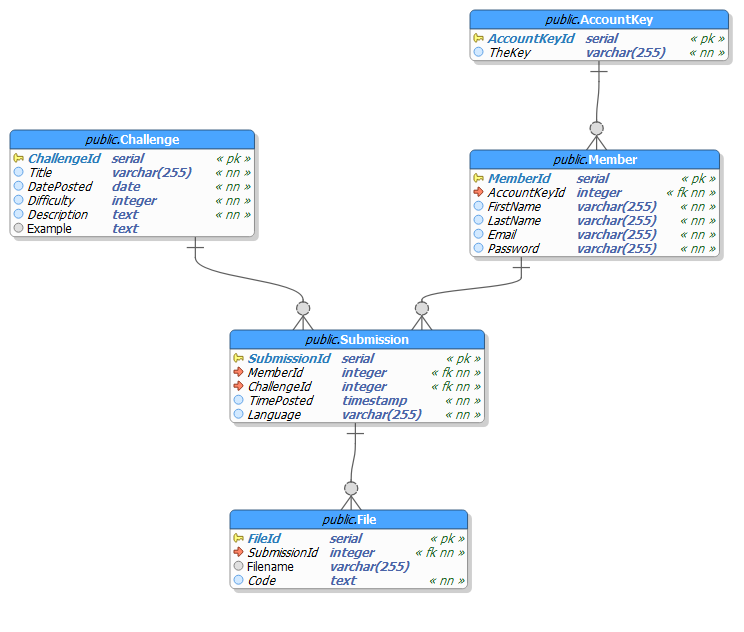 public.AccountKey
AccountKeyId serial « pk »
TheKey varchar(255) « nn »
public.Challenge
ChallengeId serial « pk »
Title varchar(255) « nn »
DatePosted date « nn »
Difficulty integer « nn »
Description text « nn »
Example text
public.Member
MemberId serial « pk »
AccountKeyId integer « fk nn »
FirstName varchar(255) « nn »
LastName varchar(255) « nn »
Email varchar(255) « nn »
Password varchar(255) « nn »
public.Submission
SubmissionId serial « pk »
MemberId integer « fk nn »
ChallengeId integer « fk nn »
TimePosted timestamp « nn »
Language varchar(255) « nn »
public.File
FileId serial « pk »
SubmissionId integer « fk nn »
Filename varchar(255)
Code text « nn »